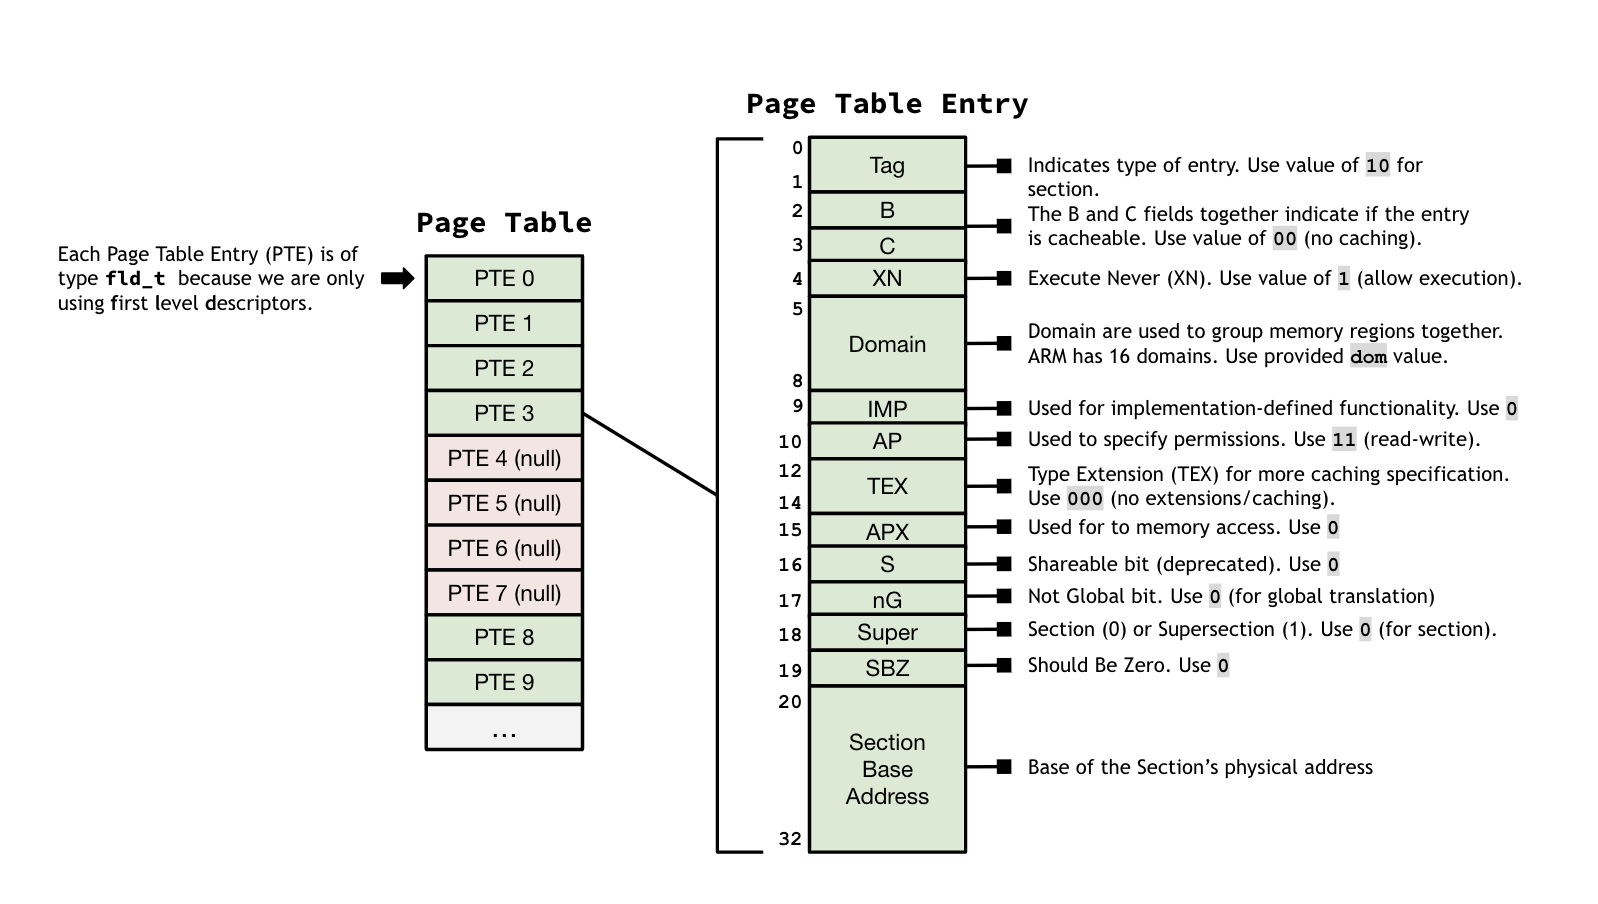 Page Table Entry
Page Table
Each Page Table Entry (PTE) is of
type fld_t because we are only
using first level descriptors.
PTE 0
PTE 1
PTE 2
PTE 3
PTE 4 (null)
PTE 5 (null)
PTE 6 (null)
PTE 7 (null)
PTE 8
PTE 9
...
0
1
Tag
Indicates type of entry. Use value of 10 for
section.
2
B
3
C
The B and C fields together indicate if the entry
is cacheable. Use value of 00 (no caching).
4
XN
Execute Never (XN). Use value of 1 (allow execution).
5
8
Domain
Domain are used to group memory regions together.
ARM has 16 domains. Use provided dom value.
9
IMP
Used for implementation-defined functionality. Use 0
10
AP
Used to specify permissions. Use 11 (read-write).
12
14
TEX
Type Extension (TEX) for more caching specification.
Use 000 (no extensions/caching).
15
APX
Used for to memory access. Use 0
16
S
Shareable bit (deprecated). Use 0
17
nG
Not Global bit. Use 0 (for global translation)
18
Super
Section (0) or Supersection (1). Use 0 (for section).
19
SBZ
Should Be Zero. Use 0
20
32
Section
Base
Address
Base of the Section's physical address